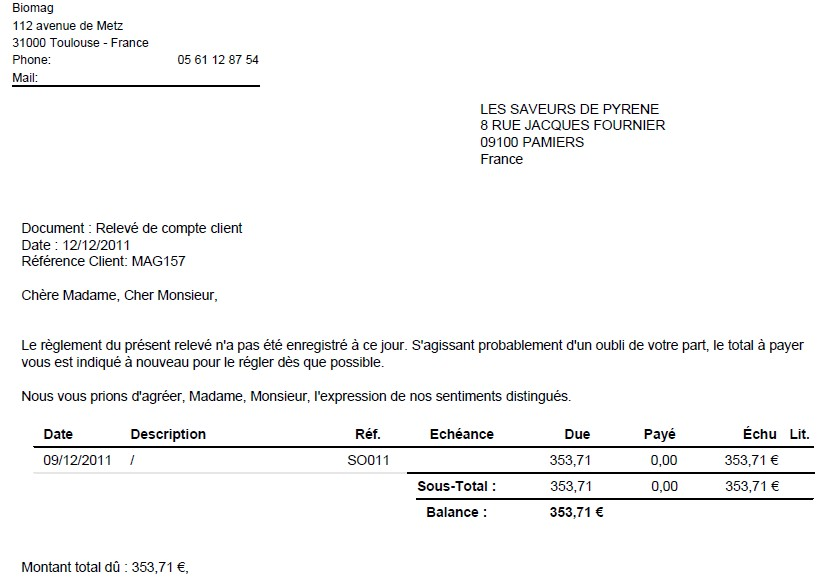 Biomag
112 avenue de Metz
31000 Toulouse - France
Phone: 05 61 12 87 54
Mail:
LES SAVEURS DE PYRENE
8 RUE JACQUES FOURNIER
09100 PAMIERS
France
Document : Relevé de compte client
Date : 12/12/2011
Référence Client: MAG157
Chère Madame, Cher Monsieur,
Le règlement du présent relevé n'a pas été enregistré à ce jour. S'agissant probablement d'un oubli de votre part, le total à payer
vous est indiqué à nouveau pour le régler dès que possible.
Nous vous prions d'agréer, Madame, Monsieur, l'expression de nos sentiments distingués.
Date Description Réf. Echéance Due Payé Échu Lit.
09/12/2011 / SO011 353,71 0,00 353,71 €
Sous-Total : 353,71 0,00 353,71 €
Balance : 353,71 €
Montant total dû : 353,71 €,